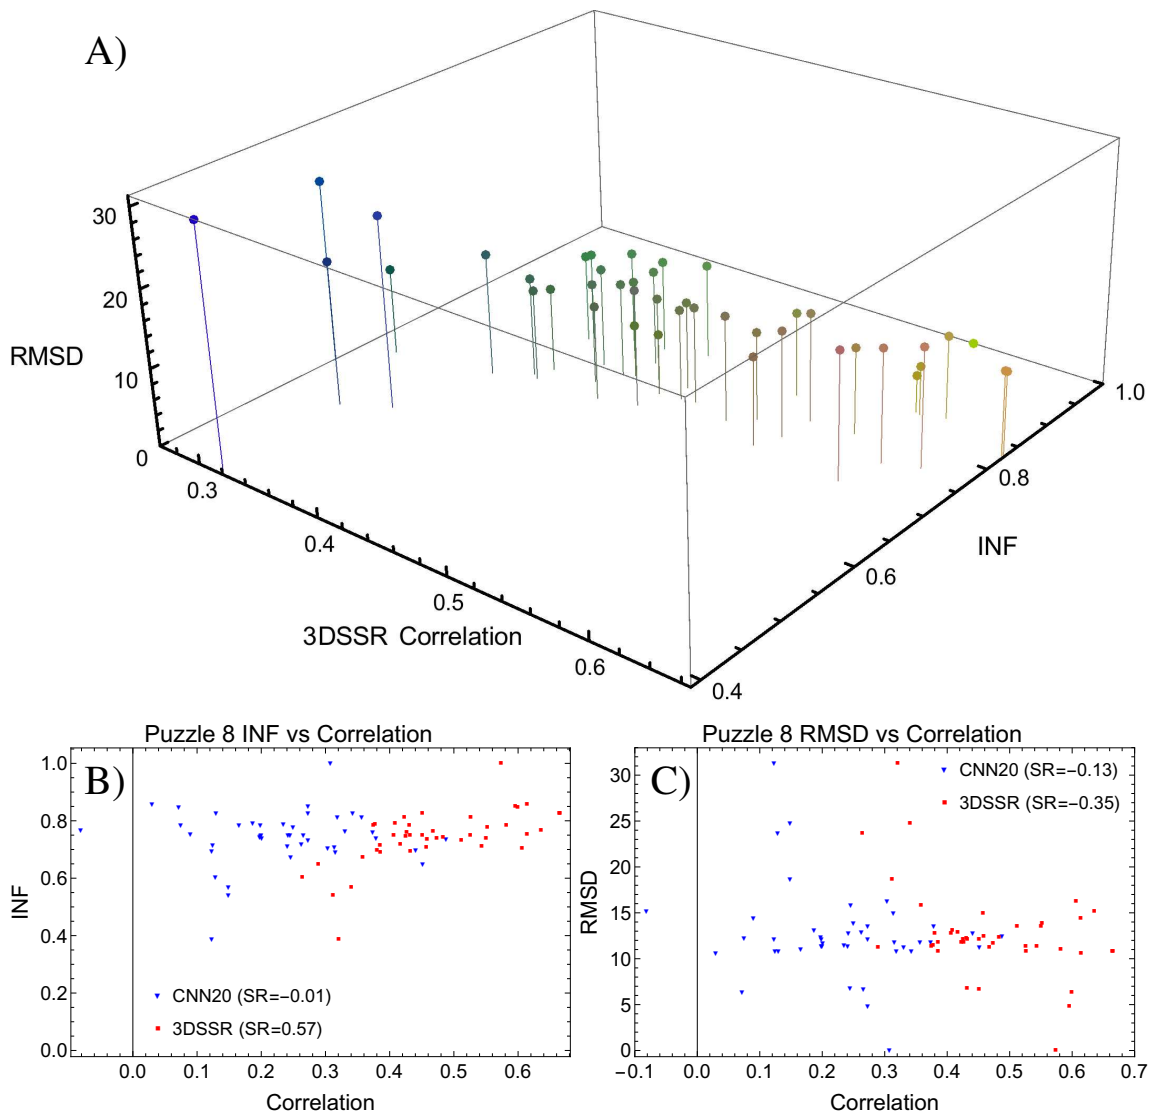 A)
30
20
RMSD
10
0
0.3
0.4
0.5
0.6
3DSSR Correlation
0.4
0.6
0.8
1.0
INF
Puzzle 8 INF vs Correlation
B)
1.0
0.8
0.6
0.4
0.2
0.0
INF
CNN20 (SR=−0.01)
3DSSR (SR=0.57)
0.0 0.1 0.2 0.3 0.4 0.5 0.6
Correlation
Puzzle 8 RMSD vs Correlation
C)
CNN20 (SR=−0.13)
3DSSR (SR=−0.35)
30
25
20
15
10
5
0
RMSD
−0.1 0.0 0.1 0.2 0.3 0.4 0.5 0.6 0.7
Correlation